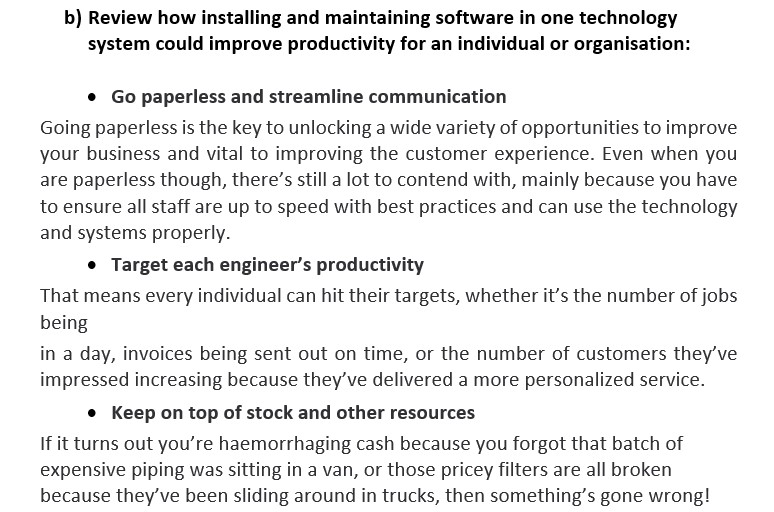 b) Review how installing and maintaining software in one technology
system could improve productivity for an individual or organisation:
• Go paperless and streamline communication
Going paperless is the key to unlocking a wide variety of opportunities to improve
your business and vital to improving the customer experience. Even when you
are paperless though, there’s still a lot to contend with, mainly because you have
to ensure all staff are up to speed with best practices and can use the technology
and systems properly.
• Target each engineer’s productivity
That means every individual can hit their targets, whether it’s the number of jobs
being
in a day, invoices being sent out on time, or the number of customers they’ve
impressed increasing because they’ve delivered a more personalized service.
• Keep on top of stock and other resources
If it turns out you’re haemorrhaging cash because you forgot that batch of
expensive piping was sitting in a van, or those pricey filters are all broken
because they’ve been sliding around in trucks, then something’s gone wrong!